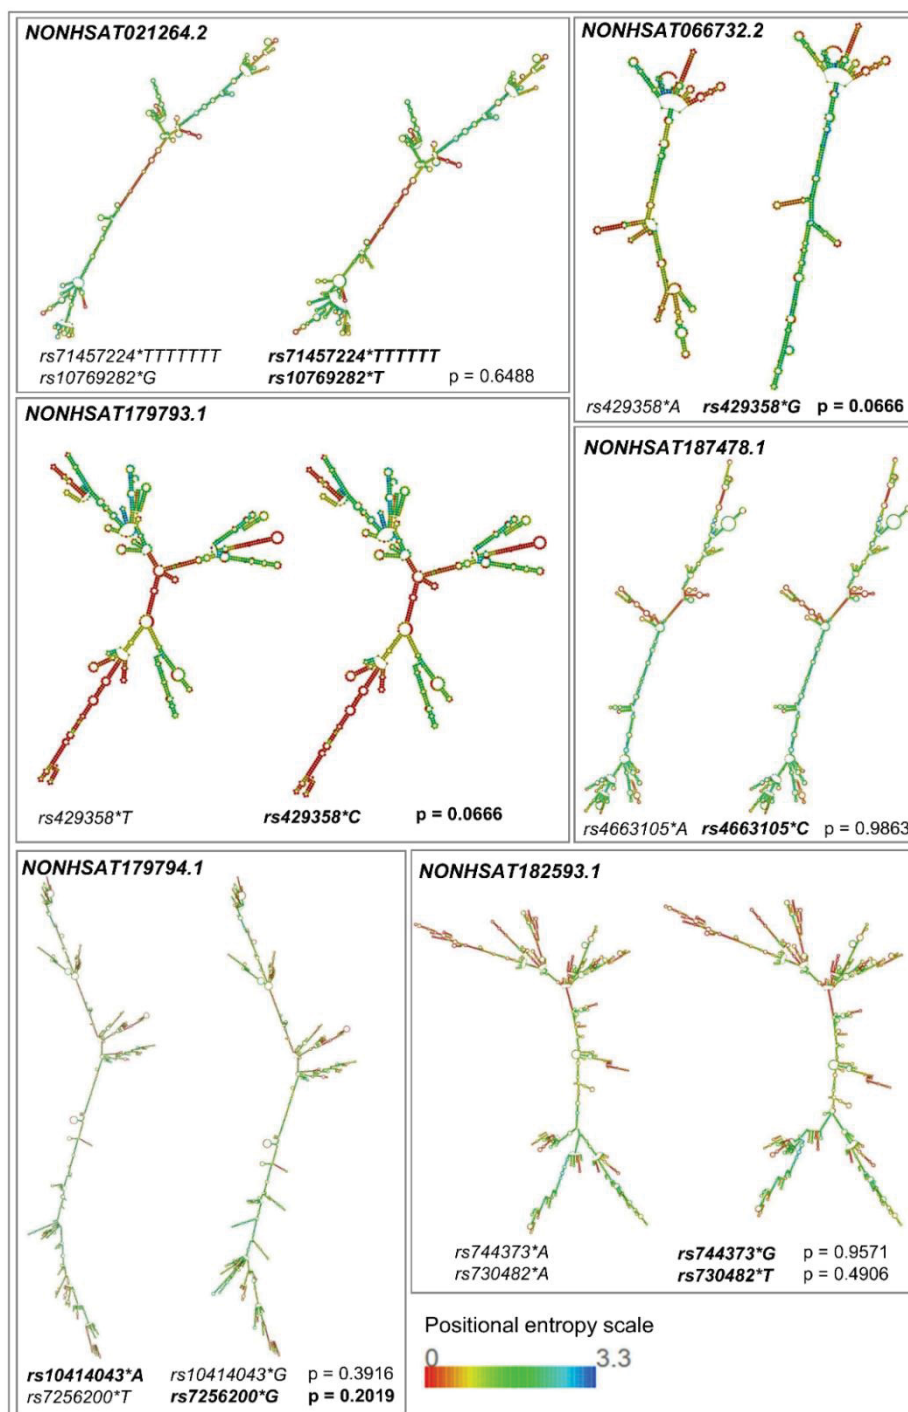 NONHSAT021264.2
rs71457224*TTTTTTT rs71457224*TTTTTT
rs10769282*G rs10769282*T p = 0.6488
NONHSAT066732.2
rs429358*A rs429358*G p = 0.0666
NONHSAT179793.1
rs429358*T rs429358*C p = 0.0666
NONHSAT187478.1
rs4663105*A rs4663105*C p = 0.9863
NONHSAT179794.1
rs10414043*A rs10414043*G p = 0.3916
rs7256200*T rs7256200*G p = 0.2019
NONHSAT182593.1
rs744373*A rs744373*G p = 0.9571
rs730482*A rs730482*T p = 0.4906
Positional entropy scale
0 3.3